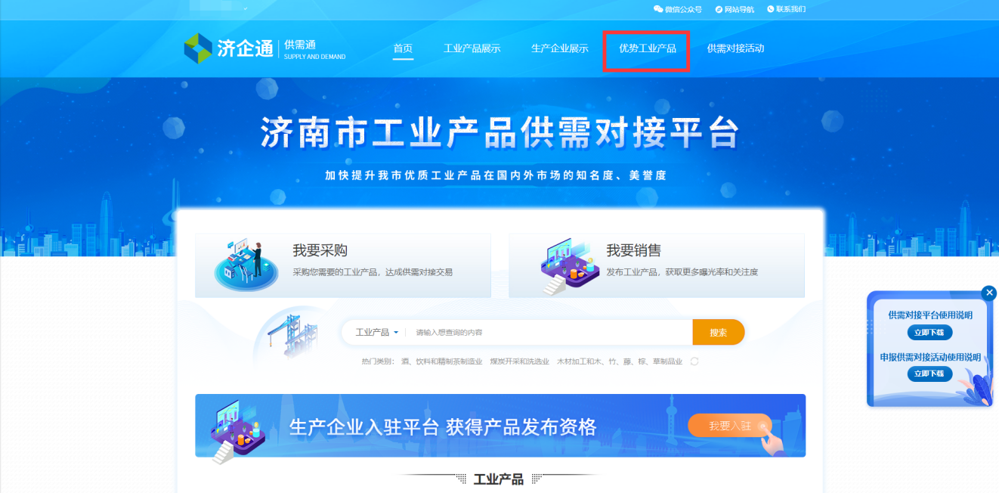 微信公众号 网站导航 联系我们
济企通 供需通 SUPPLY AND DEMAND
首页 工业产品展示 生产企业展示 优势工业产品 供需对接活动
济南市工业产品供需对接平台
加快提升我市优质工业产品在国内外市场的知名度、美誉度
我要采购
采购您需要的工业产品，达成供需对接交易
我要销售
发布工业产品，获取更多曝光率和关注度
工业产品 请输入想查询的内容 搜索
热门类别： 酒、饮料和精制茶制造业 煤炭开采和洗选业 木材加工和木、竹、藤、棕、草制品业
供需对接平台使用说明
立即下载
申报供需对接活动使用说明
立即下载
生产企业入驻平台 获得产品发布资格 我要入驻
工业产品